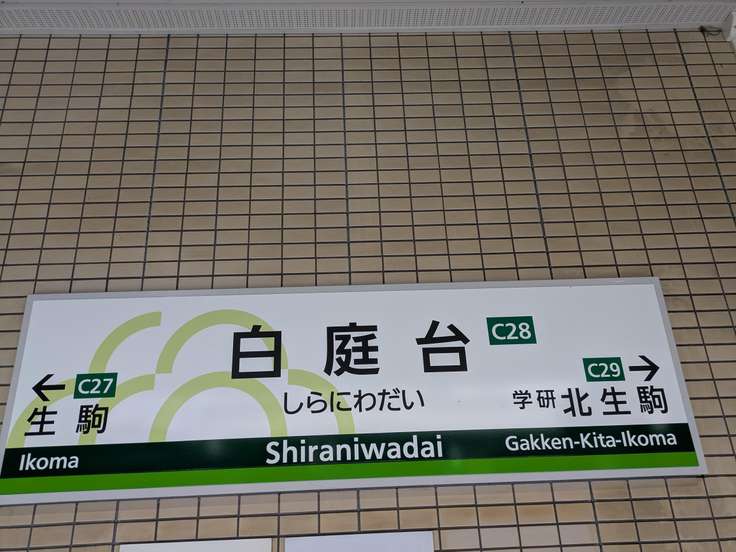 白庭台 C28
しらにわだい
← C27
生駒
C29 →
学研北生駒
Ikoma
Shiraniwadai
Gakken-Kita-Ikoma